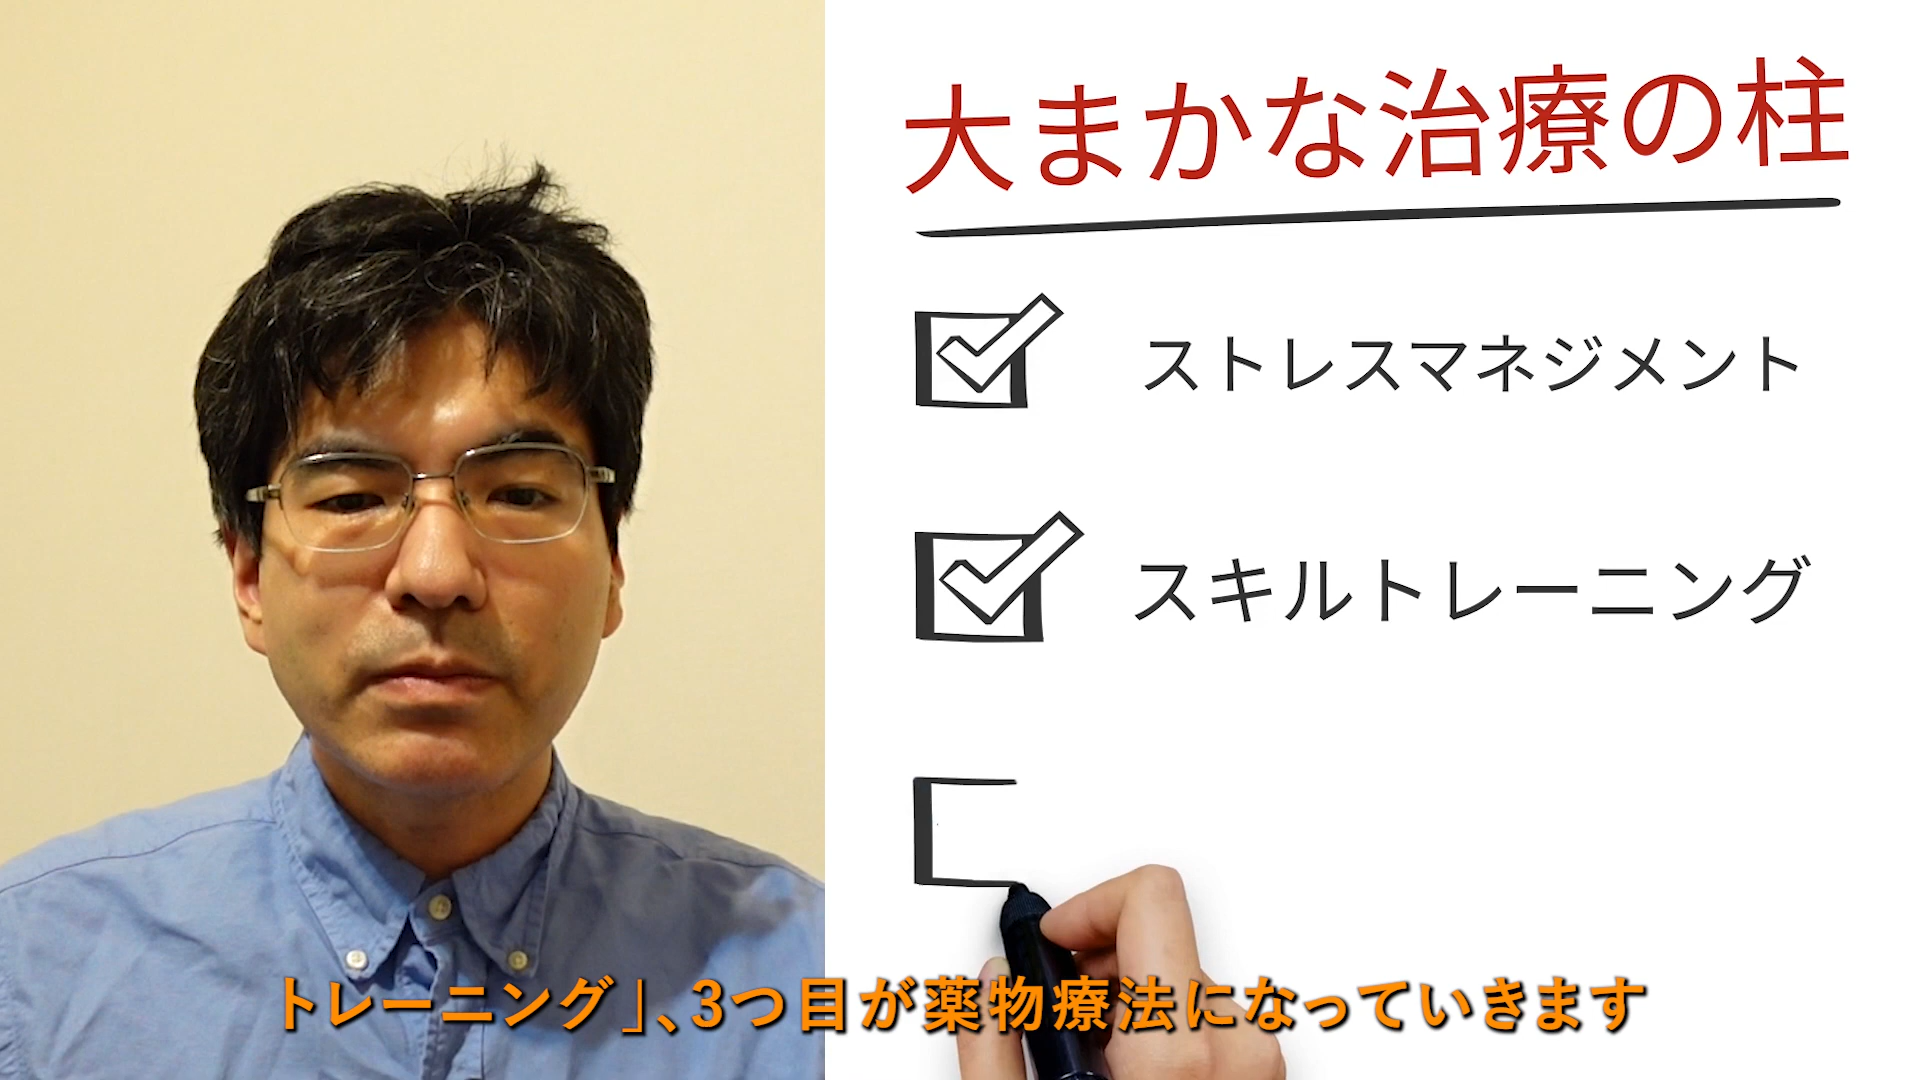 大まかな治療の柱
ストレスマネジメント
スキルトレーニング
トレーニング」、3つ目が薬物療法になっていきます